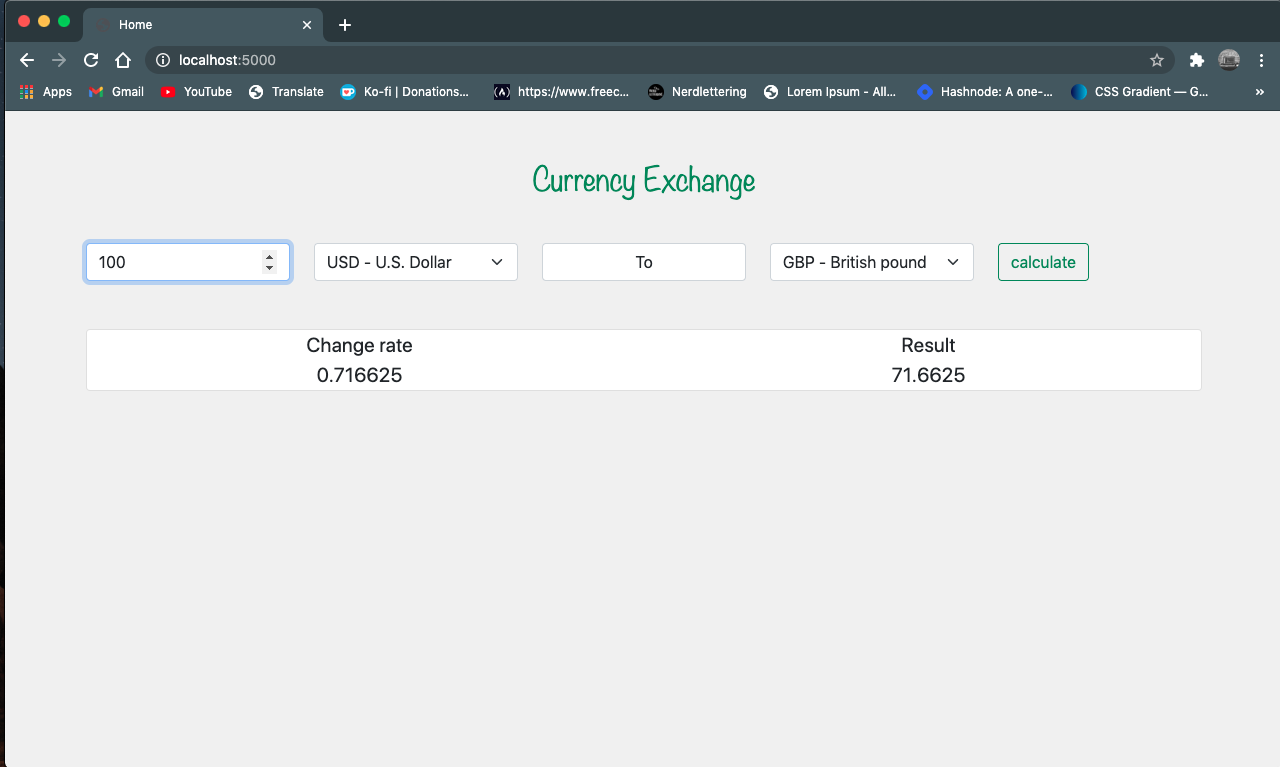 Home
localhost:5000
Apps Gmail YouTube Translate Ko-fi | Donations... https://www.freec... Nerdlettering Lorem Ipsum - All... Hashnode: A one-... CSS Gradient — G... »
Currency Exchange
100 USD - U.S. Dollar To GBP - British pound calculate
Change rate Result
0.716625 71.6625